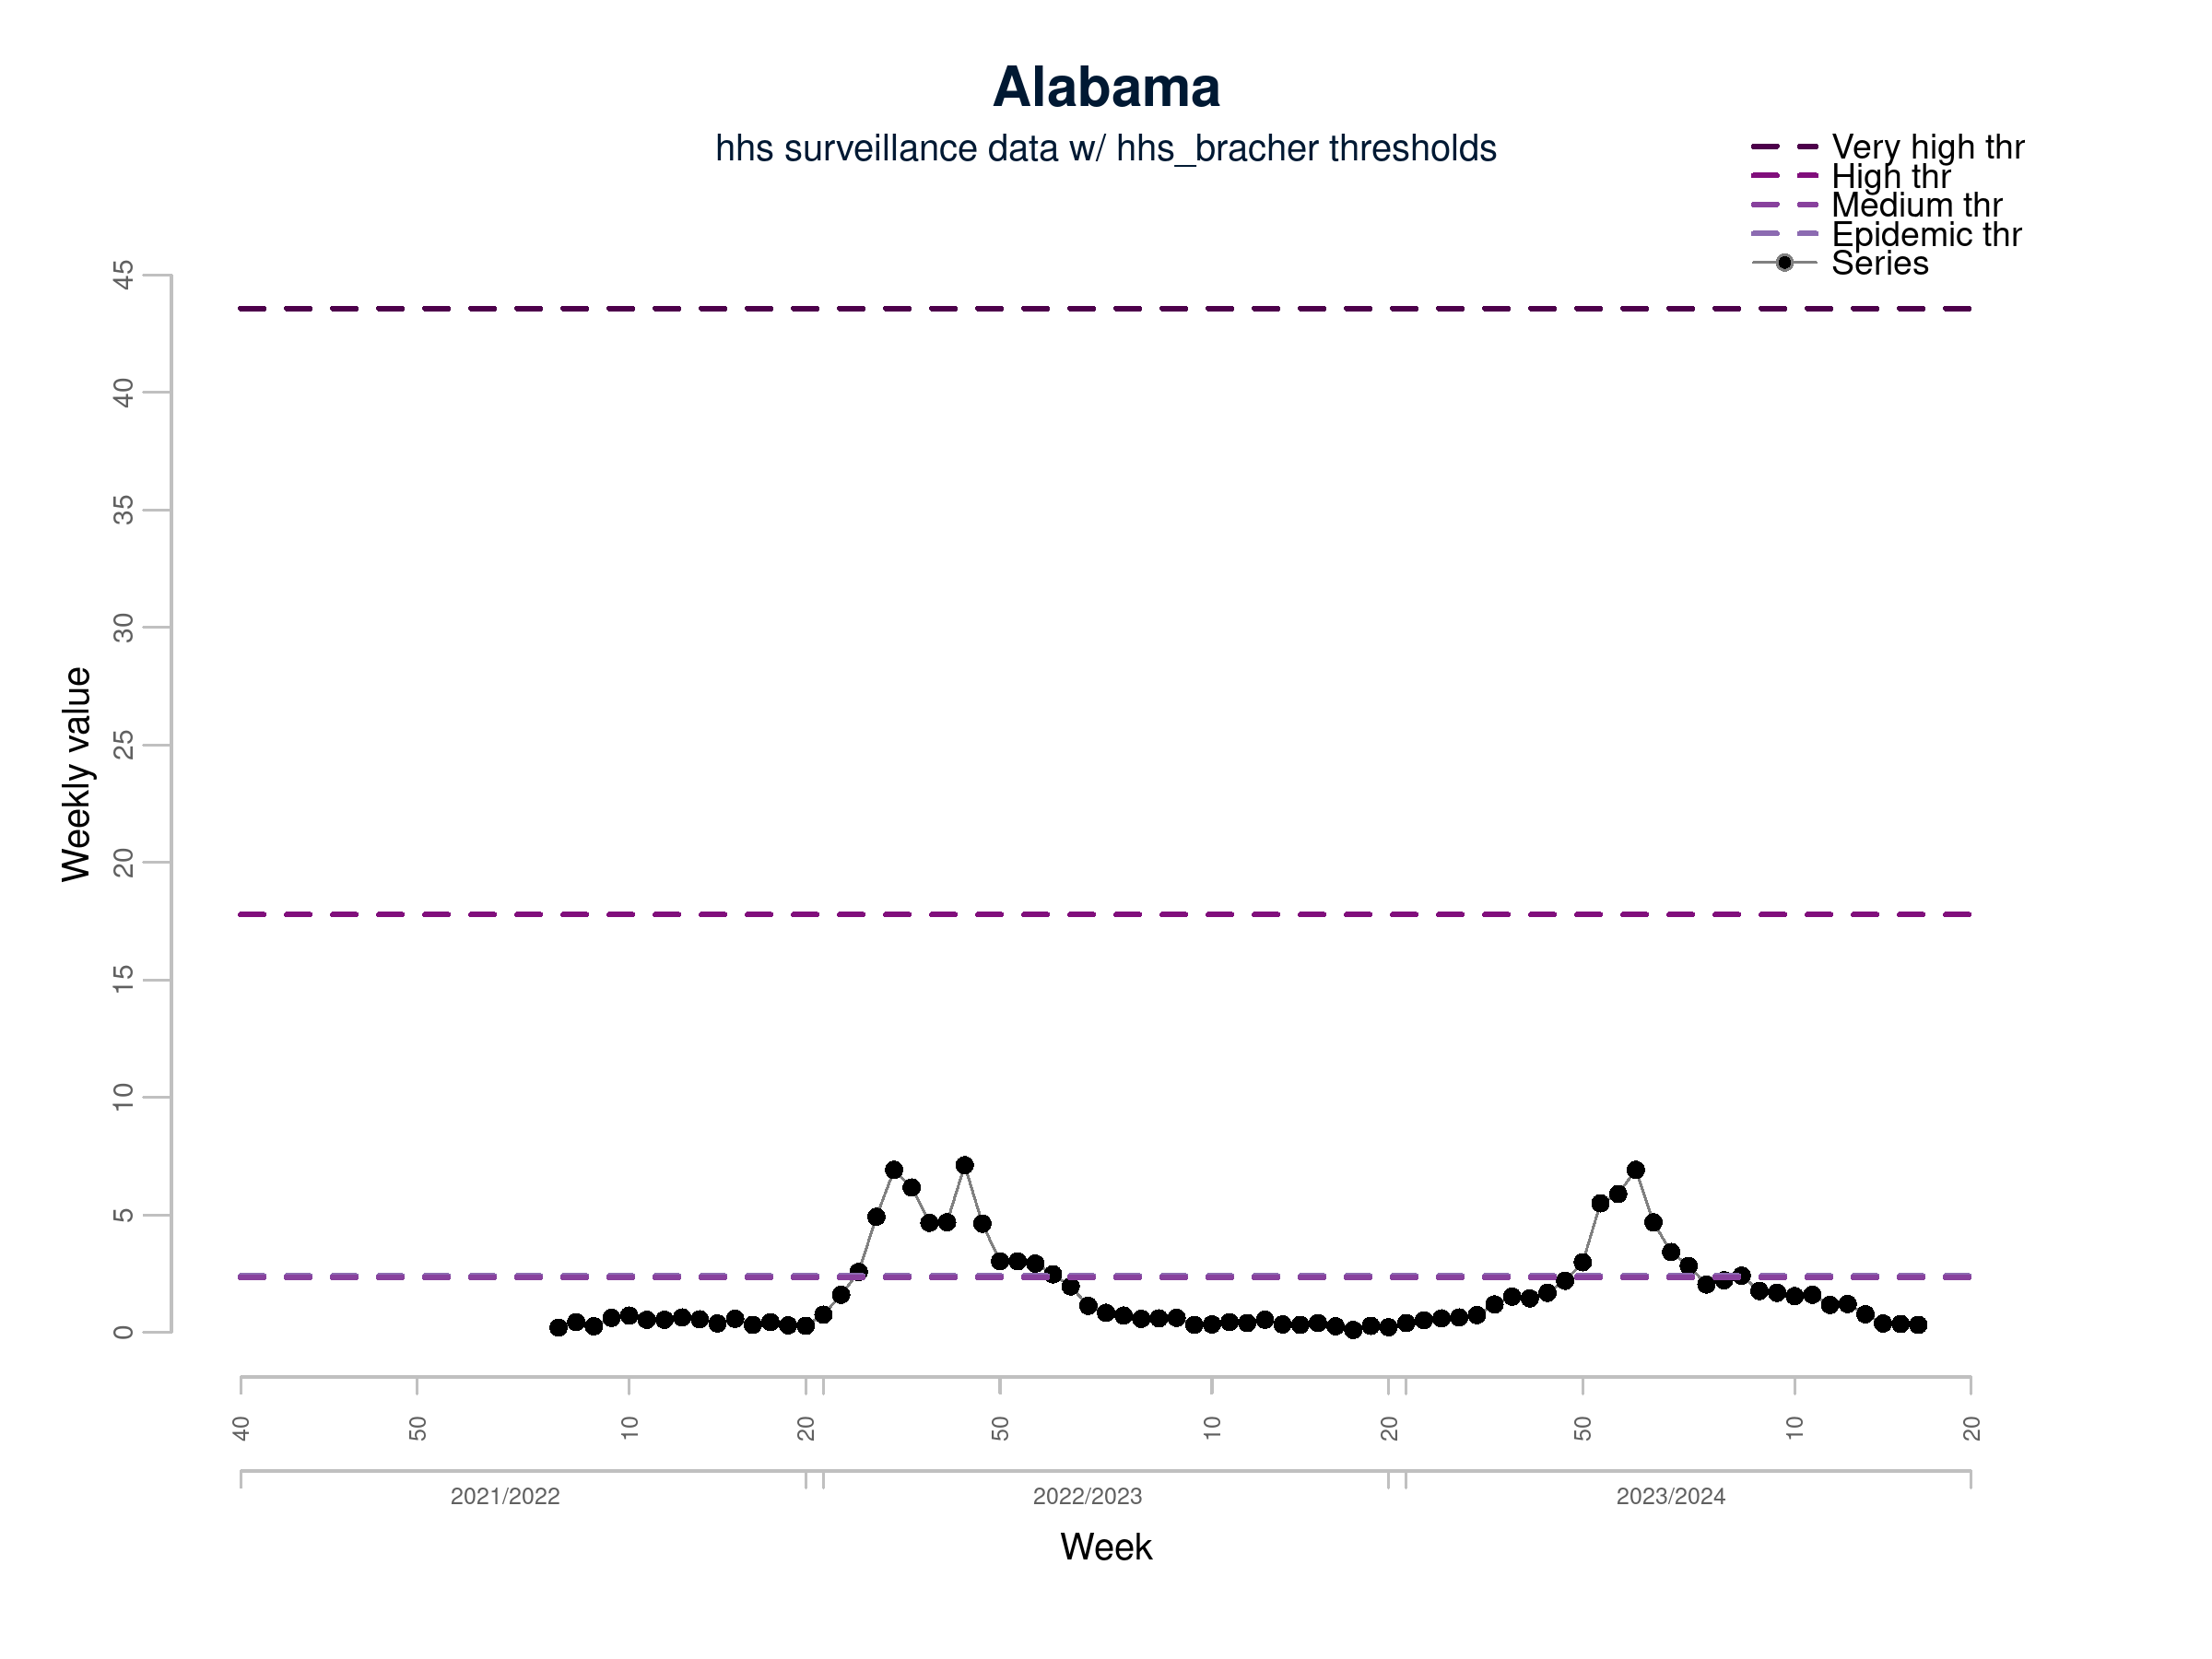 Alabama
hhs surveillance data w/ hhs_bracher thresholds
Very high thr
High thr
Medium thr
Epidemic thr
Series
45
40
35
30
25
20
15
10
5
0
Weekly value
40 50 10 20 50 10 20 50 10 20
2021/2022 2022/2023 2023/2024
Week